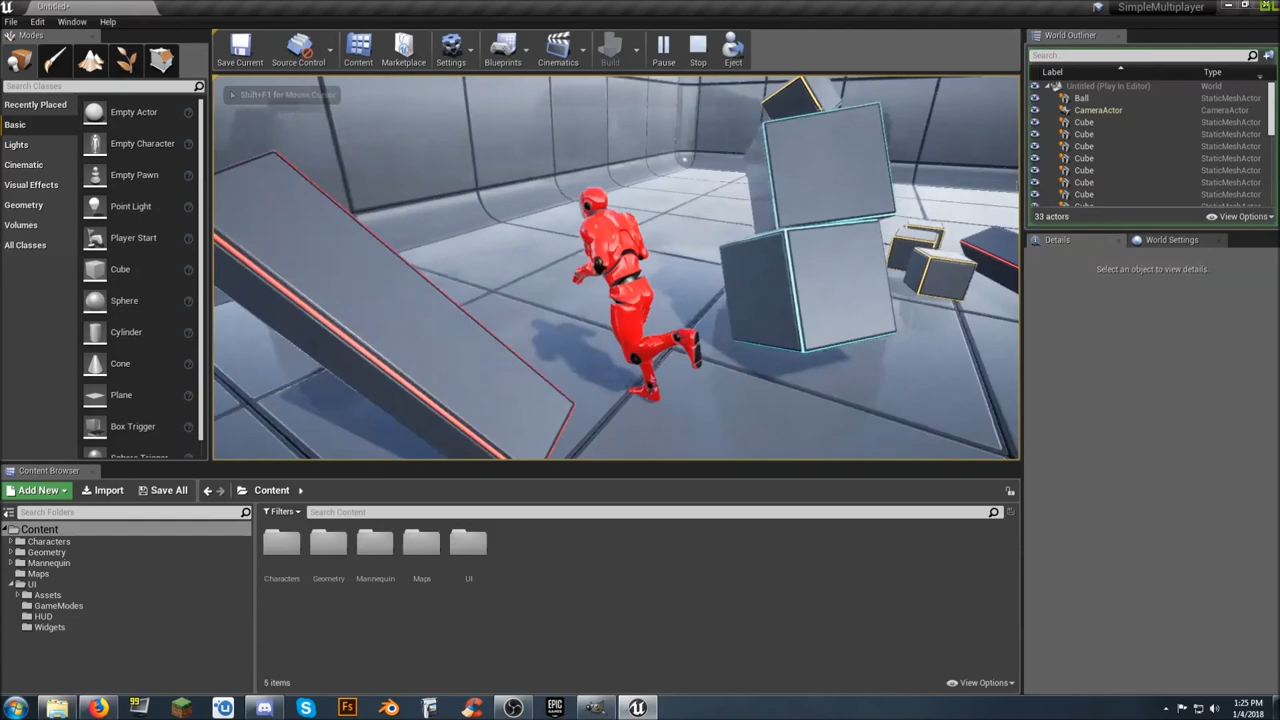 Untitled*
SimpleMultiplayer
File Edit Window Help
Modes
Search Classes
Recently Placed
Basic
Lights
Cinematic
Visual Effects
Geometry
Volumes
All Classes
Empty Actor
Empty Character
Empty Pawn
Point Light
Player Start
Cube
Sphere
Cylinder
Cone
Plane
Box Trigger
Sphere Trigger
Save Current
Source Control
Content
Marketplace
Settings
Blueprints
Cinematics
Build
Pause
Stop
Eject
Shift+F1 for Mouse Cursor
World Outliner
Search...
Label Type
Untitled (Play In Editor) World
Ball StaticMeshActor
CameraActor CameraActor
Cube StaticMeshActor
Cube StaticMeshActor
Cube StaticMeshActor
Cube StaticMeshActor
Cube StaticMeshActor
Cube StaticMeshActor
Cube StaticMeshActor
33 actors View Options
Details World Settings
Select an object to view details.
Content Browser
Add New Import Save All Content
Search Folders
Filters Search Content
Content
Characters
Geometry
Mannequin
Maps
UI
Assets
GameModes
HUD
Widgets
Characters Geometry Mannequin Maps UI
5 items View Options
99
Fs
EPIC GAMES
1:25 PM
1/4/2018